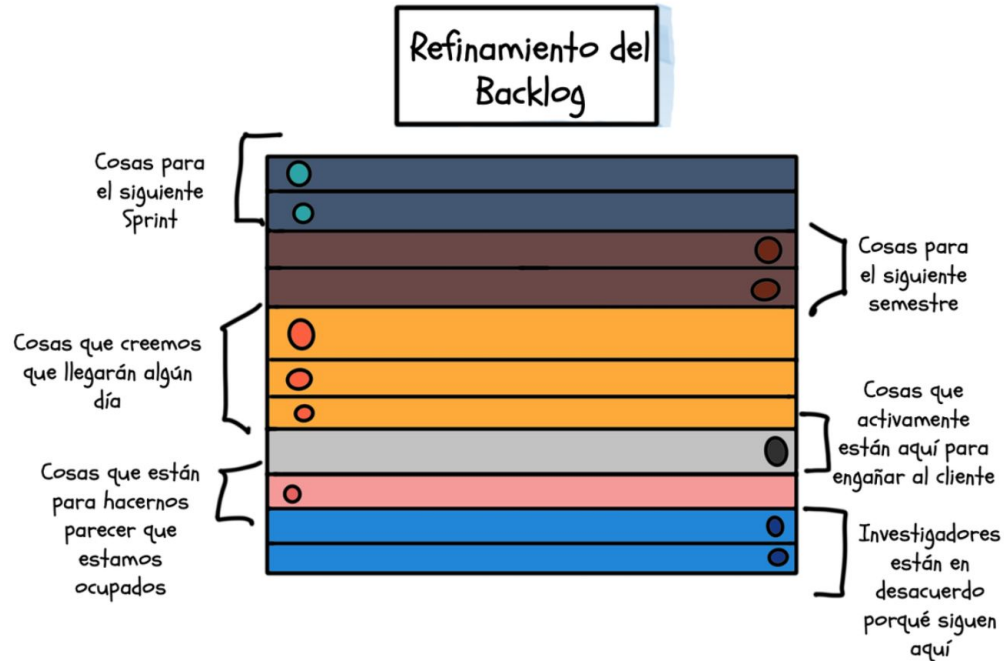 Refinamiento del
Backlog
Cosas para
el siguiente
Sprint
Cosas para
el siguiente
semestre
Cosas que creemos
que llegarán algún
día
Cosas que
activamente
están aquí para
engañar al cliente
Cosas que están
para hacernos
parecer que
estamos
ocupados
Investigadores
están en
desacuerdo
porqué siguen
aquí